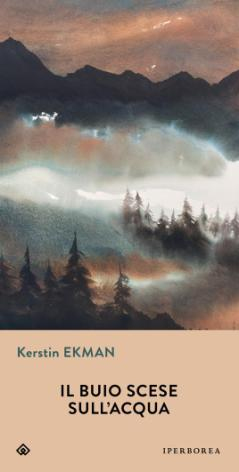 Kerstin EKMAN
IL BUIO SCESE
SULL'ACQUA
IPERBOREA